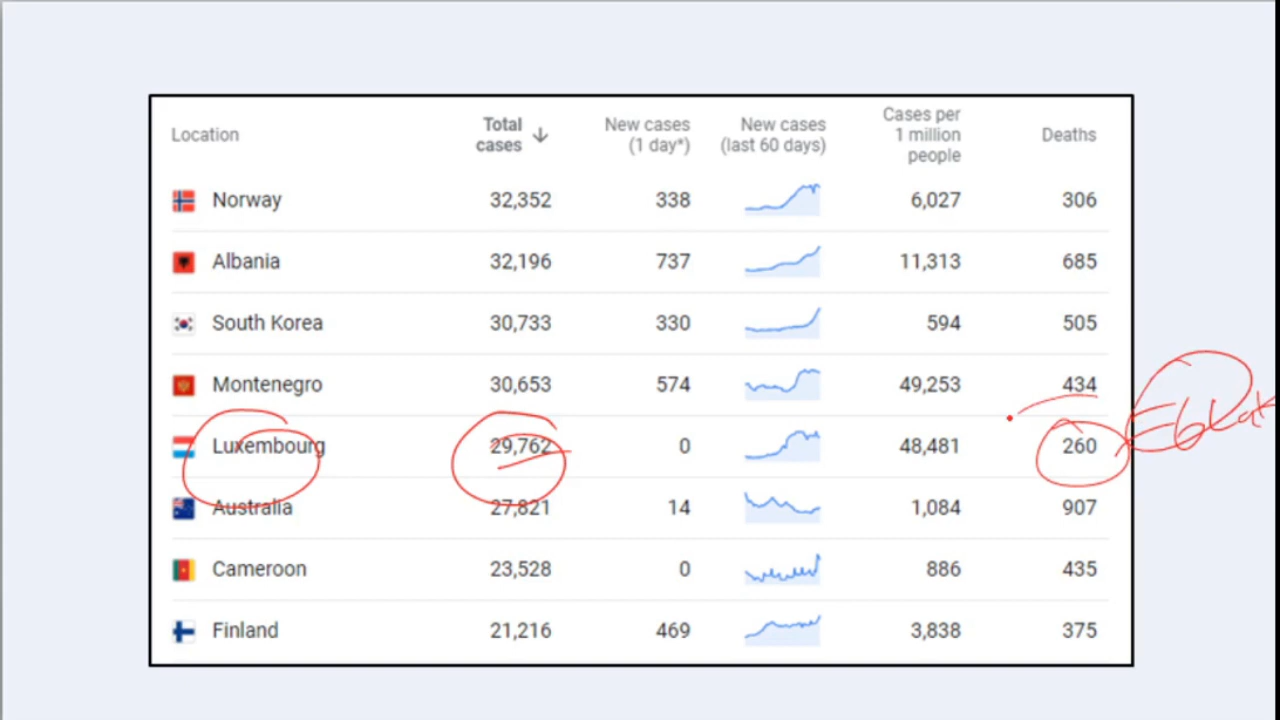 Location Total cases ↓ New cases (1 day*) New cases (last 60 days) Cases per 1 million people Deaths
Norway 32,352 338 6,027 306
Albania 32,196 737 11,313 685
South Korea 30,733 330 594 505
Montenegro 30,653 574 49,253 434
Luxembourg 29,762 0 48,481 260
Australia 27,821 14 1,084 907
Cameroon 23,528 0 886 435
Finland 21,216 469 3,838 375